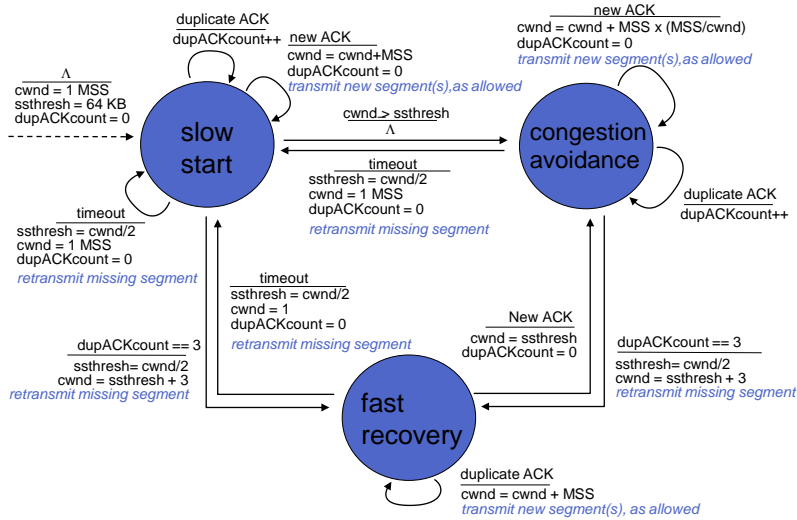 duplicate ACK
dupACKcount++
new ACK
cwnd = cwnd+MSS
dupACKcount = 0
transmit new segment(s),as allowed
new ACK
cwnd = cwnd + MSS x (MSS/cwnd)
dupACKcount = 0
transmit new segment(s),as allowed
Λ
cwnd = 1 MSS
ssthresh = 64 KB
dupACKcount = 0
slow
start
cwnd > ssthresh
Λ
congestion
avoidance
timeout
ssthresh = cwnd/2
cwnd = 1 MSS
dupACKcount = 0
retransmit missing segment
timeout
ssthresh = cwnd/2
cwnd = 1 MSS
dupACKcount = 0
retransmit missing segment
duplicate ACK
dupACKcount++
timeout
ssthresh = cwnd/2
cwnd = 1
dupACKcount = 0
retransmit missing segment
New ACK
cwnd = ssthresh
dupACKcount = 0
dupACKcount == 3
ssthresh= cwnd/2
cwnd = ssthresh + 3
retransmit missing segment
dupACKcount == 3
ssthresh= cwnd/2
cwnd = ssthresh + 3
retransmit missing segment
fast
recovery
duplicate ACK
cwnd = cwnd + MSS
transmit new segment(s), as allowed